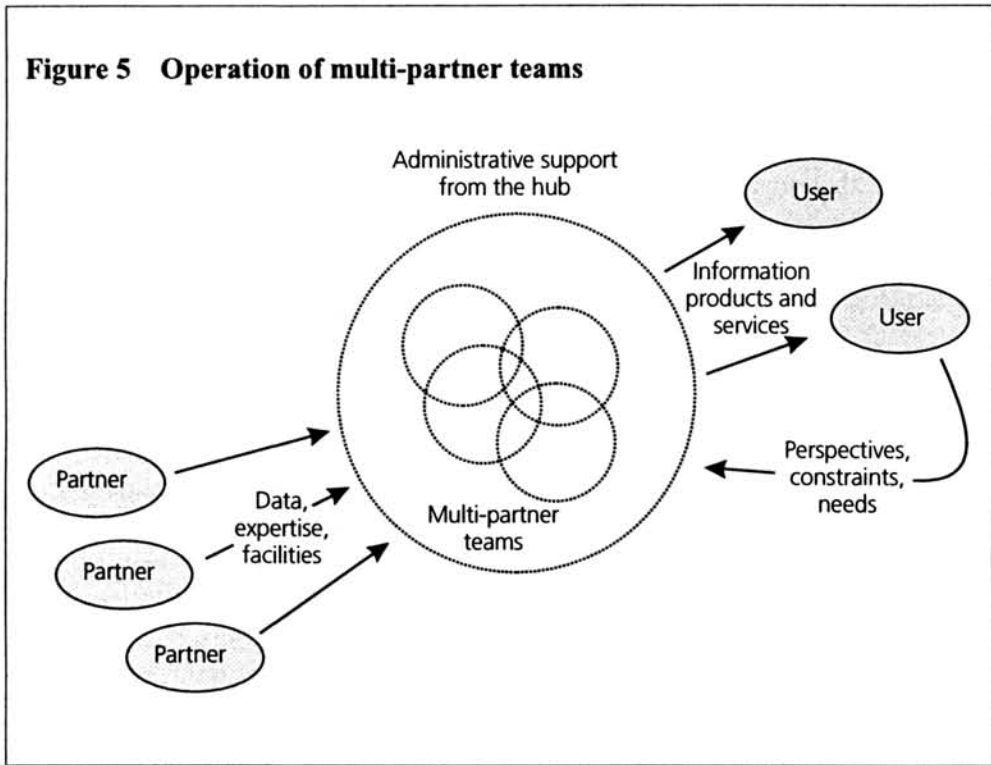 Figure 5 Operation of multi-partner teams
Administrative support
from the hub
User
Information
products and
services
User
Perspectives,
constraints,
needs
Partner
Data,
expertise,
facilities
Partner
Partner
Multi-partner
teams